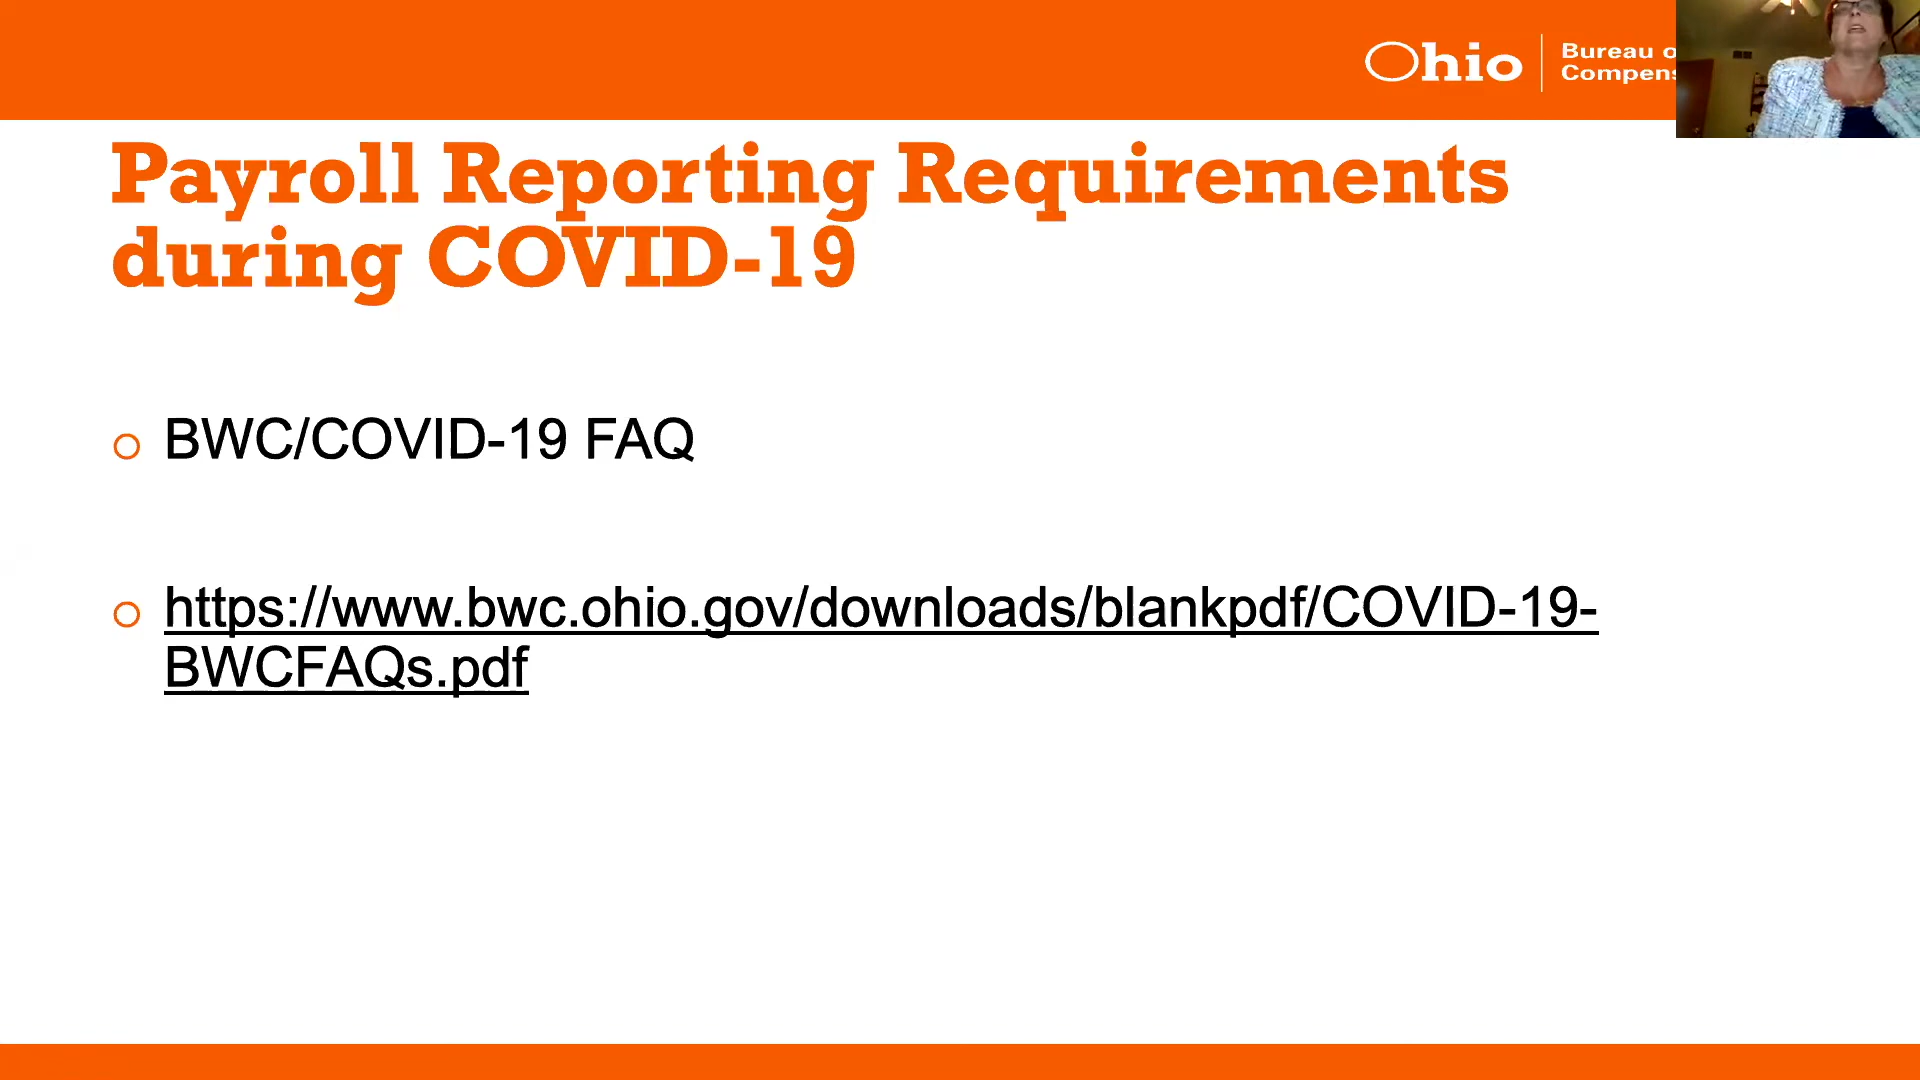 Ohio
Bureau
Payroll Reporting Requirements
during COVID-19
BWC/COVID-19 FAQ
https://www.bwc.ohio.gov/downloads/blankpdf/COVID-19-
BWCFAQs.pdf